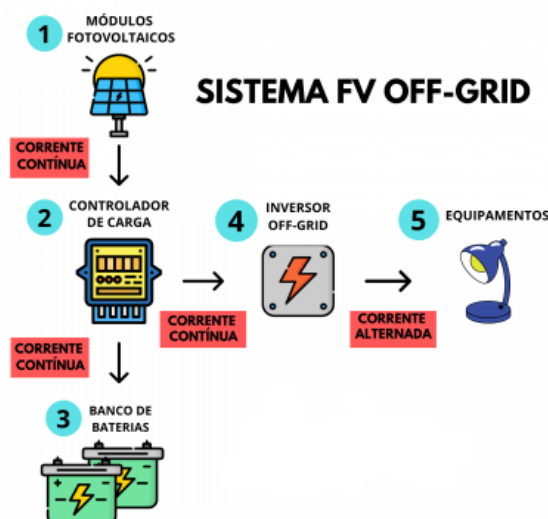 1
MÓDULOS
FOTOVOLTAICOS
SISTEMA FV OFF-GRID
CORRENTE
CONTÍNUA
2
CONTROLADOR
DE CARGA
4
INVERSOR
OFF-GRID
5
EQUIPAMENTOS
CORRENTE
CONTÍNUA
CORRENTE
ALTERNADA
CORRENTE
CONTÍNUA
3
BANCO DE
BATERIAS